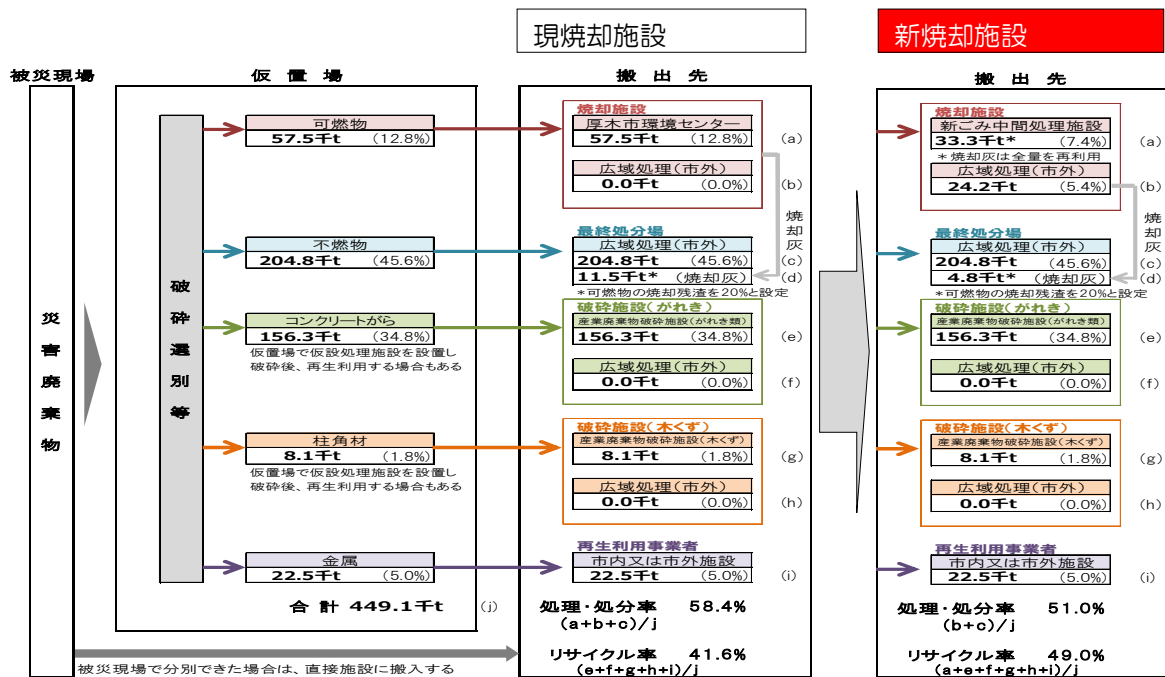 現焼却施設
新焼却施設
被災現場
仮置場
搬出先
搬出先
災害廃棄物
破砕選別等
可燃物
57.5千t (12.8%)
不燃物
204.8千t (45.6%)
コンクリートがら
156.3千t (34.8%)
仮置場で仮設処理施設を設置し
破砕後、再生利用する場合もある
柱角材
8.1千t (1.8%)
仮置場で仮設処理施設を設置し
破砕後、再生利用する場合もある
金属
22.5千t (5.0%)
合計 449.1千t (j)
被災現場で分別できた場合は、直接施設に搬入する
焼却施設
厚木市環境センター
57.5千t (12.8%) (a)
広域処理(市外)
0.0千t (0.0%) (b)
焼却灰
最終処分場
広域処理(市外)
204.8千t (45.6%) (c)
11.5千t* (焼却灰) (d)
*可燃物の焼却残渣を20%と設定
破砕施設(がれき)
産業廃棄物破砕施設(がれき類)
156.3千t (34.8%) (e)
広域処理(市外)
0.0千t (0.0%) (f)
破砕施設(木くず)
産業廃棄物破砕施設(木くず)
8.1千t (1.8%) (g)
広域処理(市外)
0.0千t (0.0%) (h)
再生利用事業者
市内又は市外施設
22.5千t (5.0%) (i)
処理・処分率 58.4%
(a+b+c)/j
リサイクル率 41.6%
(e+f+g+h+i)/j
焼却施設
新ごみ中間処理施設
33.3千t* (7.4%) (a)
*焼却灰は全量を再利用
広域処理(市外)
24.2千t (5.4%) (b)
焼却灰
最終処分場
広域処理(市外)
204.8千t (45.6%) (c)
4.8千t* (焼却灰) (d)
*可燃物の焼却残渣を20%と設定
破砕施設(がれき)
産業廃棄物破砕施設(がれき類)
156.3千t (34.8%) (e)
広域処理(市外)
0.0千t (0.0%) (f)
破砕施設(木くず)
産業廃棄物破砕施設(木くず)
8.1千t (1.8%) (g)
広域処理(市外)
0.0千t (0.0%) (h)
再生利用事業者
市内又は市外施設
22.5千t (5.0%) (i)
処理・処分率 51.0%
(b+c)/j
リサイクル率 49.0%
(a+e+f+g+h+i)/j